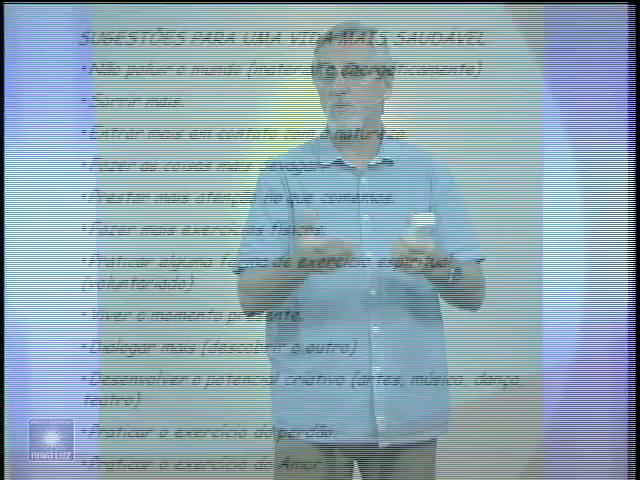 SUGESTÕES PARA UMA VIDA MAIS SAUDÁVEL
•Não poluir o mundo (material e energeticamente)
•Sorrir mais.
•Entrar mais em contato com a natureza.
•Fazer as coisas mais devagar.
•Prestar mais atenção no que comemos.
•Fazer mais exercícios físicos.
•Praticar alguma forma de exercício espiritual
(voluntariado)
•Viver o momento presente.
•Dialogar mais (descobrir o outro)
•Desenvolver o potencial criativo (artes, música, dança,
teatro)
•Praticar o exercício do perdão.
•Praticar o exercício do Amor
NOVA LUZ